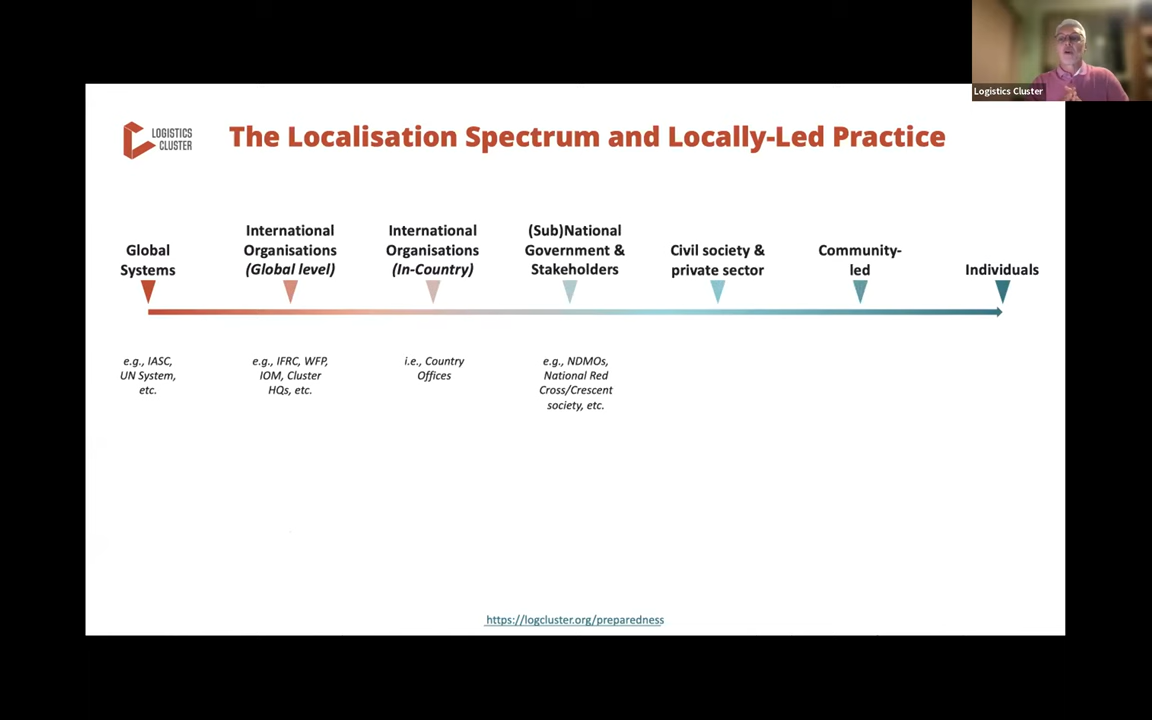 Logistics Cluster
LOGISTICS
CLUSTER
The Localisation Spectrum and Locally-Led Practice
Global
Systems
International
Organisations
(Global level)
International
Organisations
(In-Country)
(Sub)National
Government &
Stakeholders
Civil society &
private sector
Community-
led
Individuals
e.g., IASC,
UN System,
etc.
e.g., IFRC, WFP,
IOM, Cluster
HQs, etc.
i.e., Country
Offices
e.g., NDMOs,
National Red
Cross/Crescent
society, etc.
https://logcluster.org/preparedness